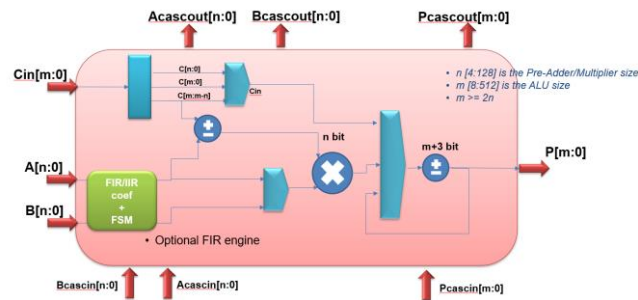 Acascout[n:0] Bcascout[n:0] Pcascout[m:0]
Cin[m:0]
C[n:0]
C[m:0]
C[m:m-n]
Cin
• n [4:128] is the Pre-Adder/Multiplier size
• m [8:512] is the ALU size
• m >= 2n
n bit
m+3 bit
A[n:0]
P[m:0]
FIR/IIR
coef
+
FSM
B[n:0]
• Optional FIR engine
Bcascin[n:0] Acascin[n:0] Pcascin[m:0]